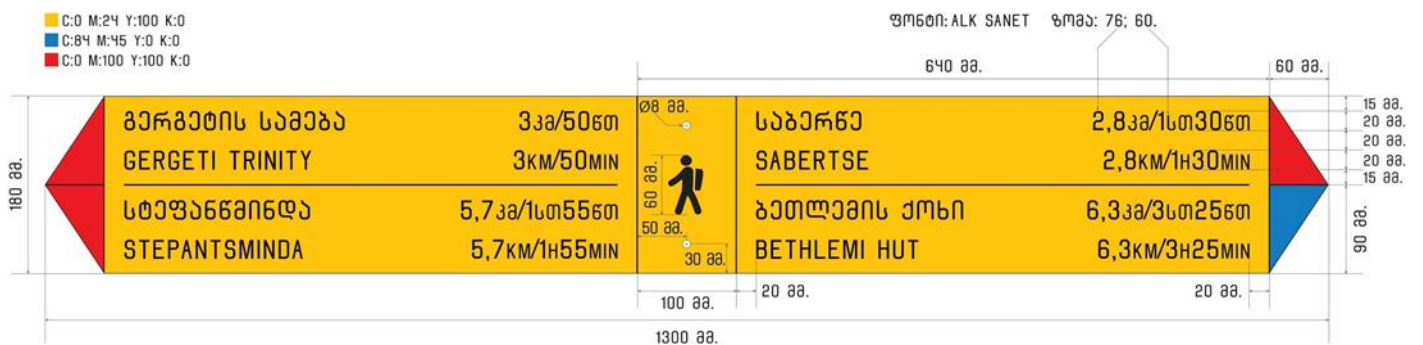 C:0 M:24 Y:100 K:0
C:84 M:45 Y:0 K:0
C:0 M:100 Y:100 K:0
ფონტი: ALK SANET ზომა: 76; 60.
640 მმ.
60 მმ.
180 მმ.
გერგეტის სამება 3კმ/50წთ
GERGETI TRINITY 3KM/50MIN
სტეფანწმინდა 5,7კმ/1სთ55წთ
STEPANTSMINDA 5,7KM/1H55MIN
Ø8 მმ.
60 მმ.
50 მმ.
30 მმ.
საბერწე 2,8კმ/1სთ30წთ
SABERTSE 2,8KM/1H30MIN
ბეთლემის ქოხი 6,3კმ/3სთ25წთ
BETHLEMI HUT 6,3KM/3H25MIN
15 მმ.
20 მმ.
20 მმ.
20 მმ.
15 მმ.
90 მმ.
100 მმ.
20 მმ.
20 მმ.
1300 მმ.